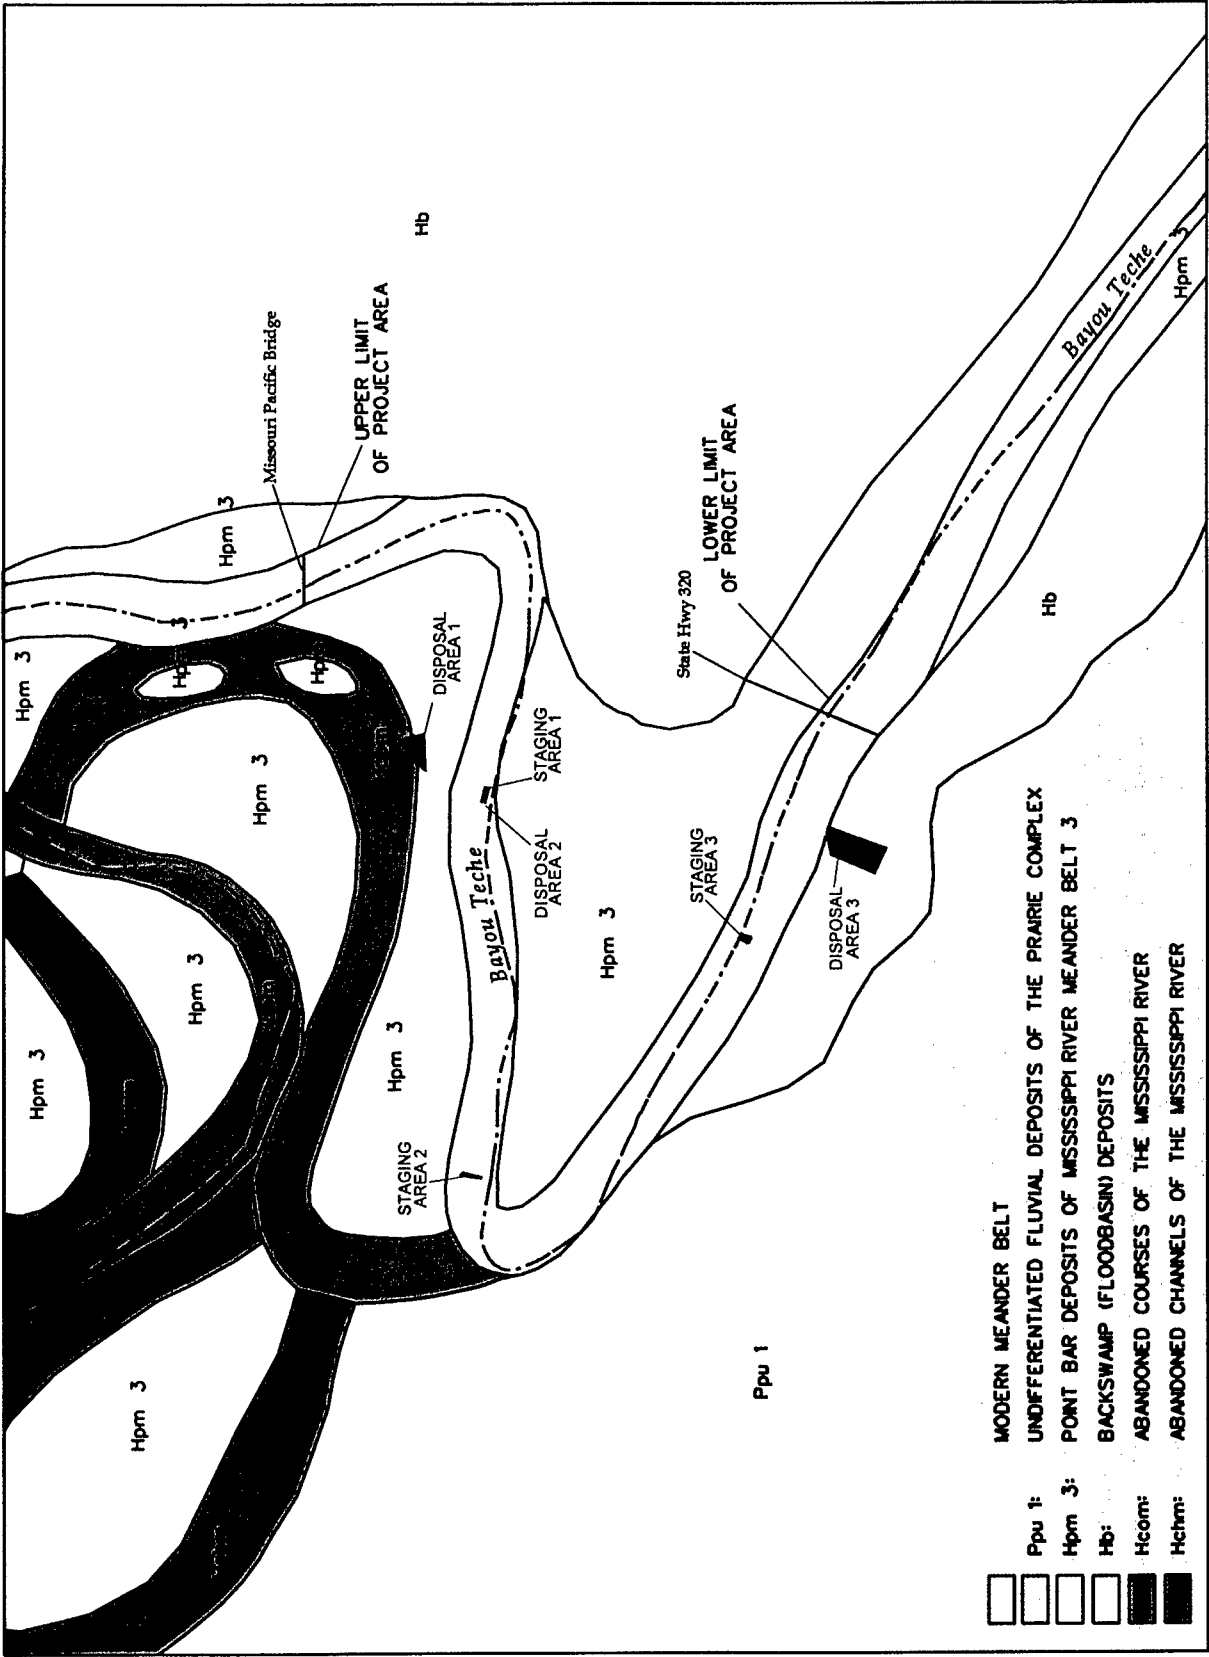 Hb
Missouri Pacific Bridge
UPPER LIMIT
OF PROJECT AREA
Hpm 3
3
Hpm 3
DISPOSAL
AREA 1
Hpm 3
STAGING
AREA 1
DISPOSAL
AREA 2
Bayou Teche
Hpm 3
Hpm 3
Hpm 3
Hpm 3
STAGING
AREA 2
Hpm 3
LOWER LIMIT
OF PROJECT AREA
State Hwy 320
STAGING
AREA 3
DISPOSAL
AREA 3
Bayou Teche
Hpm 3
Hb
Ppu 1
MODERN MEANDER BELT
Ppu 1: UNDIFFERENTIATED FLUVIAL DEPOSITS OF THE PRAIRIE COMPLEX
Hpm 3: POINT BAR DEPOSITS OF MISSISSIPPI RIVER MEANDER BELT 3
Hb: BACKSWAMP (FLOODBASIN) DEPOSITS
Hcom: ABANDONED COURSES OF THE MISSISSIPPI RIVER
Hchm: ABANDONED CHANNELS OF THE MISSISSIPPI RIVER